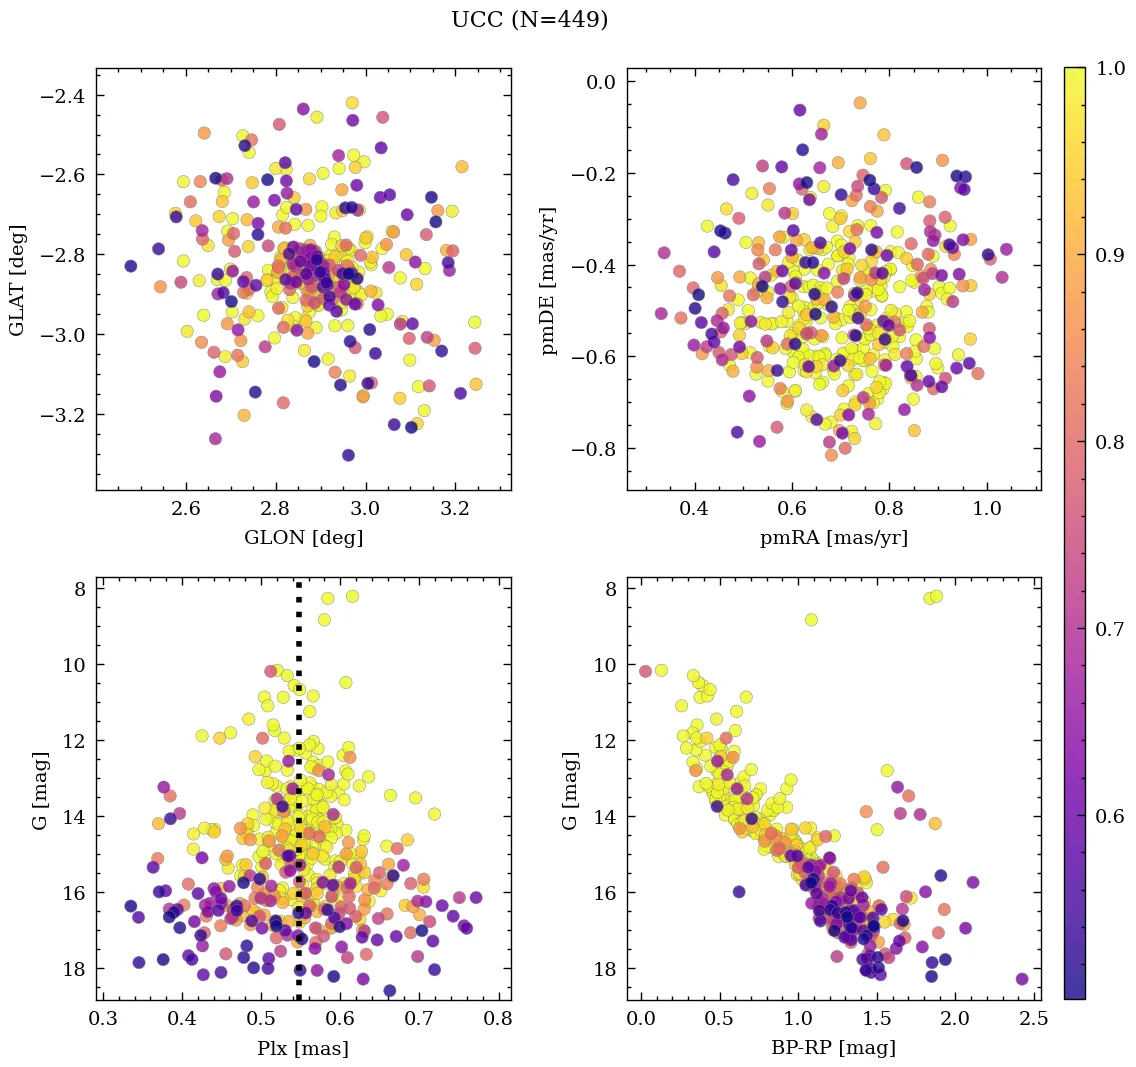 UCC (N=449)
−2.4
−2.6
−2.8
−3.0
−3.2
GLAT [deg]
2.6 2.8 3.0 3.2
GLON [deg]
0.0
−0.2
−0.4
−0.6
−0.8
pmDE [mas/yr]
0.4 0.6 0.8 1.0
pmRA [mas/yr]
8
10
12
14
16
18
G [mag]
0.3 0.4 0.5 0.6 0.7 0.8
Plx [mas]
8
10
12
14
16
18
G [mag]
0.0 0.5 1.0 1.5 2.0 2.5
BP-RP [mag]
1.0
0.9
0.8
0.7
0.6